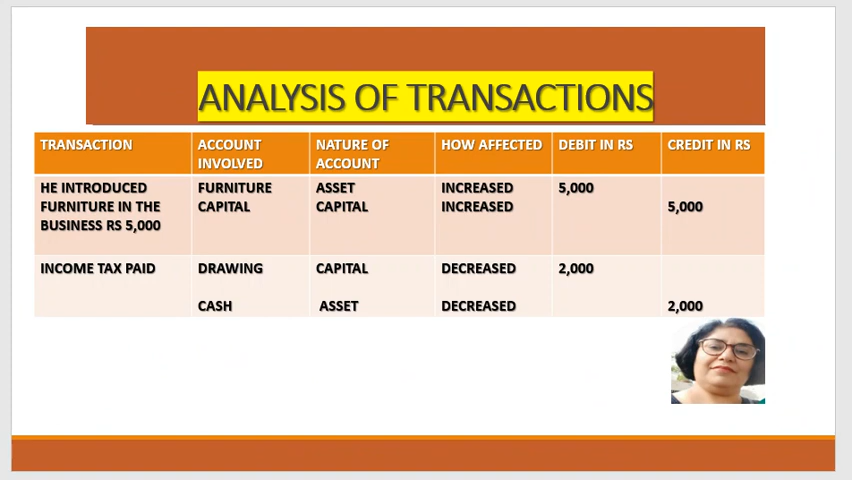 ANALYSIS OF TRANSACTIONS
TRANSACTION ACCOUNT INVOLVED NATURE OF ACCOUNT HOW AFFECTED DEBIT IN RS CREDIT IN RS
HE INTRODUCED FURNITURE ASSET INCREASED 5,000
FURNITURE IN THE CAPITAL CAPITAL INCREASED 5,000
BUSINESS RS 5,000
INCOME TAX PAID DRAWING CAPITAL DECREASED 2,000
CASH ASSET DECREASED 2,000